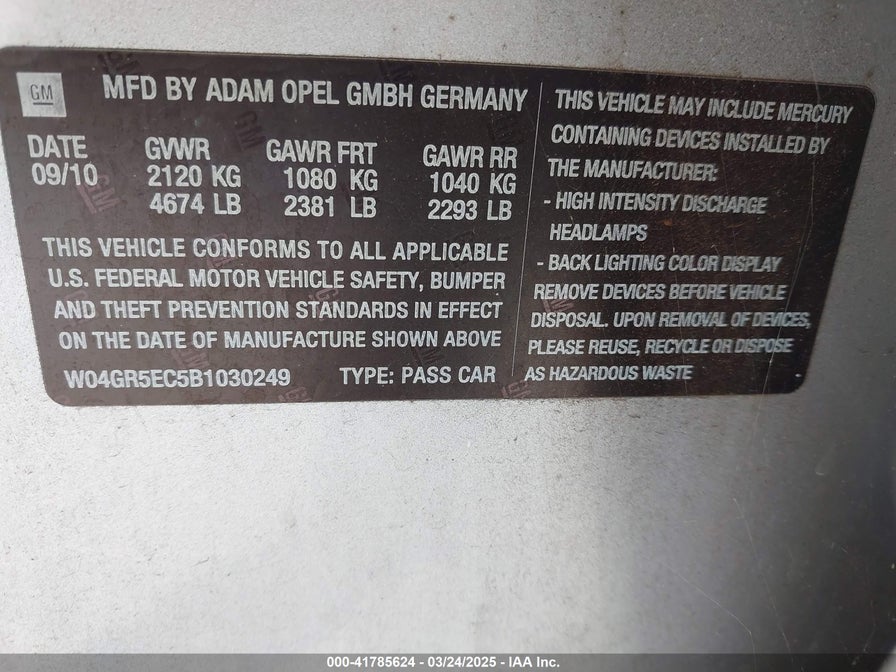 GM
MFD BY ADAM OPEL GMBH GERMANY
DATE GVWR GAWR FRT GAWR RR
09/10 2120 KG 1080 KG 1040 KG
4674 LB 2381 LB 2293 LB
THIS VEHICLE CONFORMS TO ALL APPLICABLE
U.S. FEDERAL MOTOR VEHICLE SAFETY, BUMPER
AND THEFT PREVENTION STANDARDS IN EFFECT
ON THE DATE OF MANUFACTURE SHOWN ABOVE
W04GR5EC5B1030249 TYPE: PASS CAR
THIS VEHICLE MAY INCLUDE MERCURY
CONTAINING DEVICES INSTALLED BY
THE MANUFACTURER:
- HIGH INTENSITY DISCHARGE
HEADLAMPS
- BACK LIGHTING COLOR DISPLAY
REMOVE DEVICES BEFORE VEHICLE
DISPOSAL. UPON REMOVAL OF DEVICES,
PLEASE REUSE, RECYCLE OR DISPOSE
AS HAZARDOUS WASTE
000-41785624 - 03/24/2025 - IAA Inc.